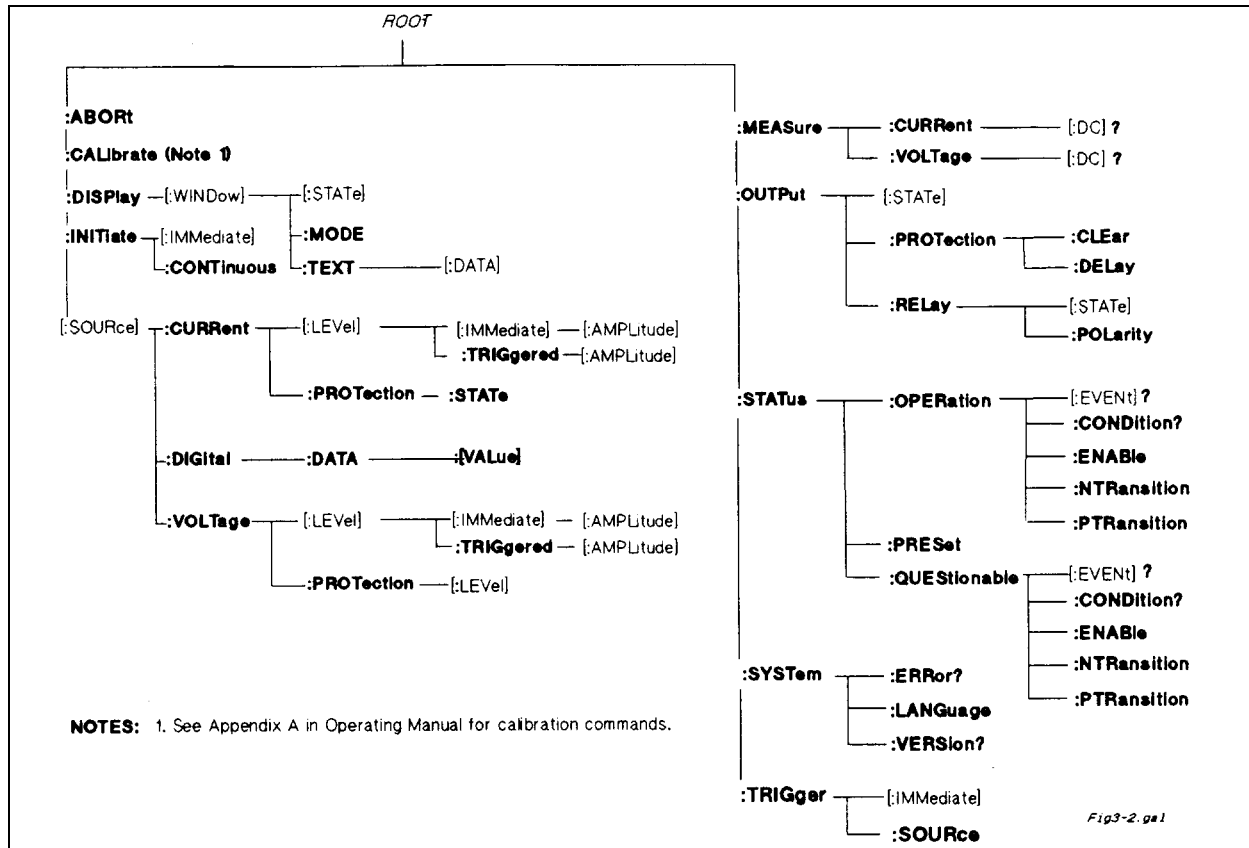 ROOT
:ABORt
:CALIbrate (Note 1)
:DISPlay [:WINDow] [:STATe]
:MODE
:TEXT [:DATA]
:INITiate [:IMMediate]
:CONTinuous
[:SOURce] :CURRent [:LEVel] [:IMMediate] [:AMPLitude]
:TRIGgered [:AMPLitude]
:PROTection :STATe
:DIGital :DATA :[VALue]
:VOLTage [:LEVel] [:IMMediate] [:AMPLitude]
:TRIGgered [:AMPLitude]
:PROTection [:LEVel]
NOTES: 1. See Appendix A in Operating Manual for calibration commands.
:MEASure :CURRent [:DC] ?
:VOLTage [:DC] ?
:OUTPut [:STATe]
:PROTection :CLEar
:DELay
:RELay [:STATe]
:POLarity
:STATus :OPERation [:EVENt] ?
:CONDition?
:ENABle
:NTRansition
:PTRansition
:PRESet
:QUEStionable [:EVENt] ?
:CONDition?
:ENABle
:NTRansition
:PTRansition
:SYSTem :ERRor?
:LANGuage
:VERSion?
:TRIGger [:IMMediate]
:SOURce
Fig3-2.gal